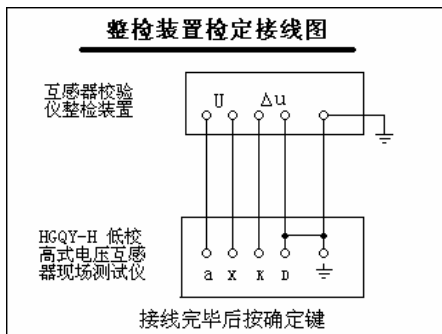 整检装置检定接线图
互感器校验
仪整检装置
U Δu
HGQY-H 低校
高式电压互感
器现场测试仪
a x K D
接线完毕后按确定键